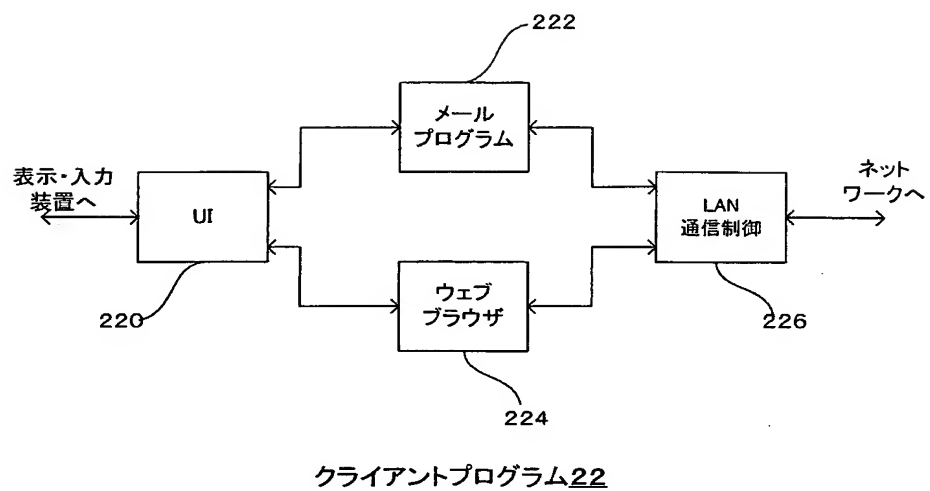 222
メール
プログラム
表示・入力
装置へ
UI
LAN
通信制御
ネット
ワークへ
220
ウェブ
ブラウザ
226
224
クライアントプログラム22